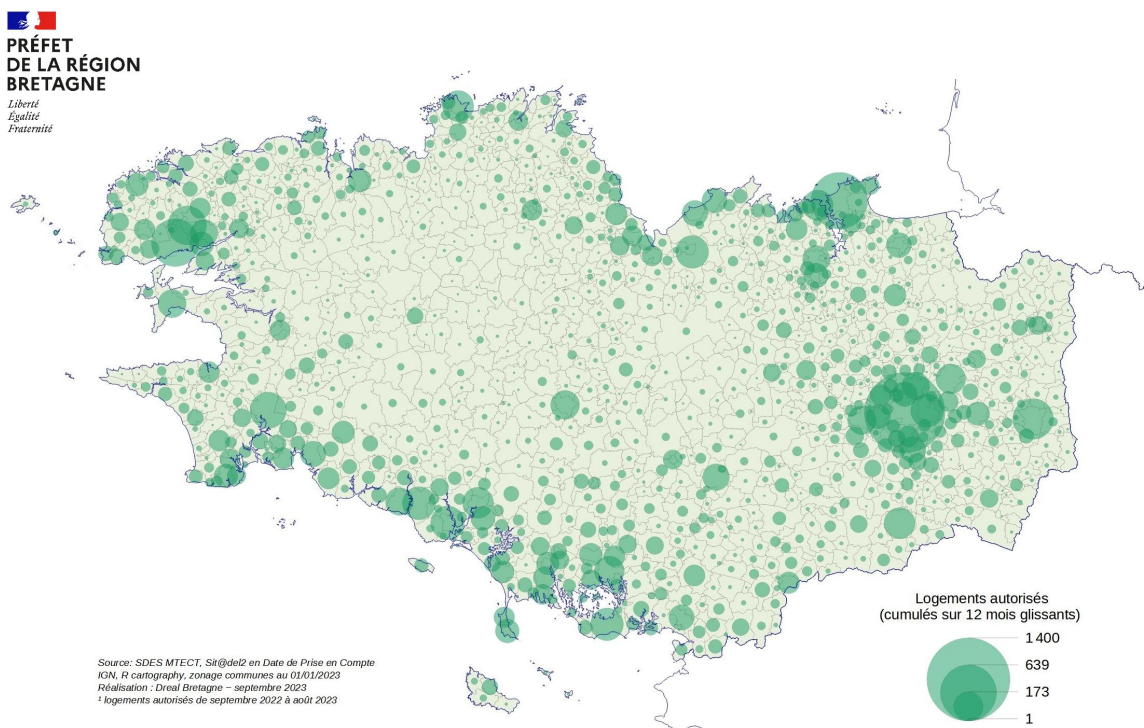 PRÉFET
DE LA RÉGION
BRETAGNE
Liberté
Égalité
Fraternité
Logements autorisés
(cumulés sur 12 mois glissants)
1 400
639
173
1
Source: SDES MTECT, Sit@del2 en Date de Prise en Compte
IGN, R cartography, zonage communes au 01/01/2023
Réalisation : Dreal Bretagne – septembre 2023
¹ logements autorisés de septembre 2022 à août 2023